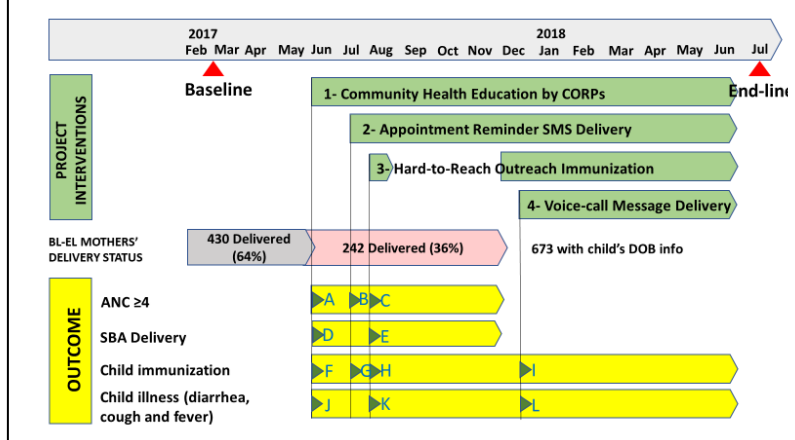 2017 2018
Feb Mar Apr May Jun Jul Aug Sep Oct Nov Dec Jan Feb Mar Apr May Jun Jul
Baseline End-line
PROJECT
INTERVENTIONS
1- Community Health Education by CORPs
2- Appointment Reminder SMS Delivery
3- Hard-to-Reach Outreach Immunization
4- Voice-call Message Delivery
BL-EL MOTHERS'
DELIVERY STATUS
430 Delivered
(64%)
242 Delivered (36%)
673 with child's DOB info
OUTCOME
ANC ≥4
A B C
SBA Delivery
D E
Child immunization
F G H I
Child illness (diarrhea,
cough and fever)
J K L